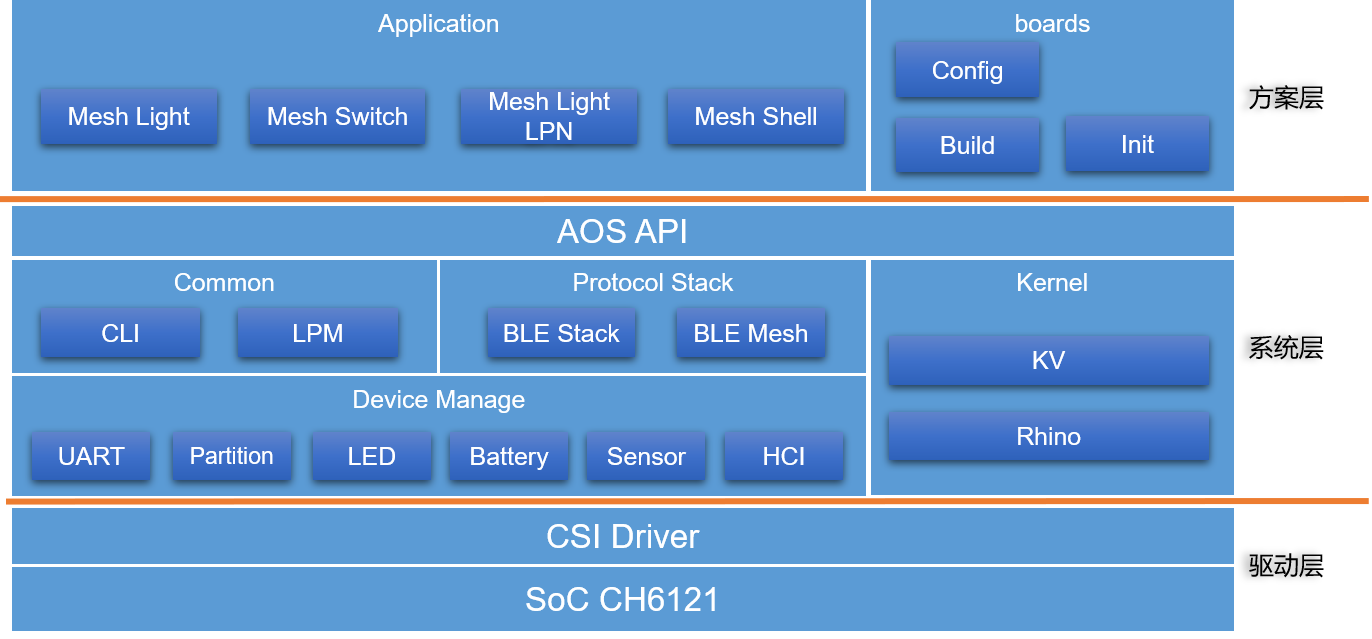 Application
Mesh Light
Mesh Switch
Mesh Light
LPN
Mesh Shell
boards
Config
Build
Init
方案层
AOS API
Common
CLI
LPM
Protocol Stack
BLE Stack
BLE Mesh
Kernel
KV
Rhino
Device Manage
UART
Partition
LED
Battery
Sensor
HCI
系统层
CSI Driver
SoC CH6121
驱动层